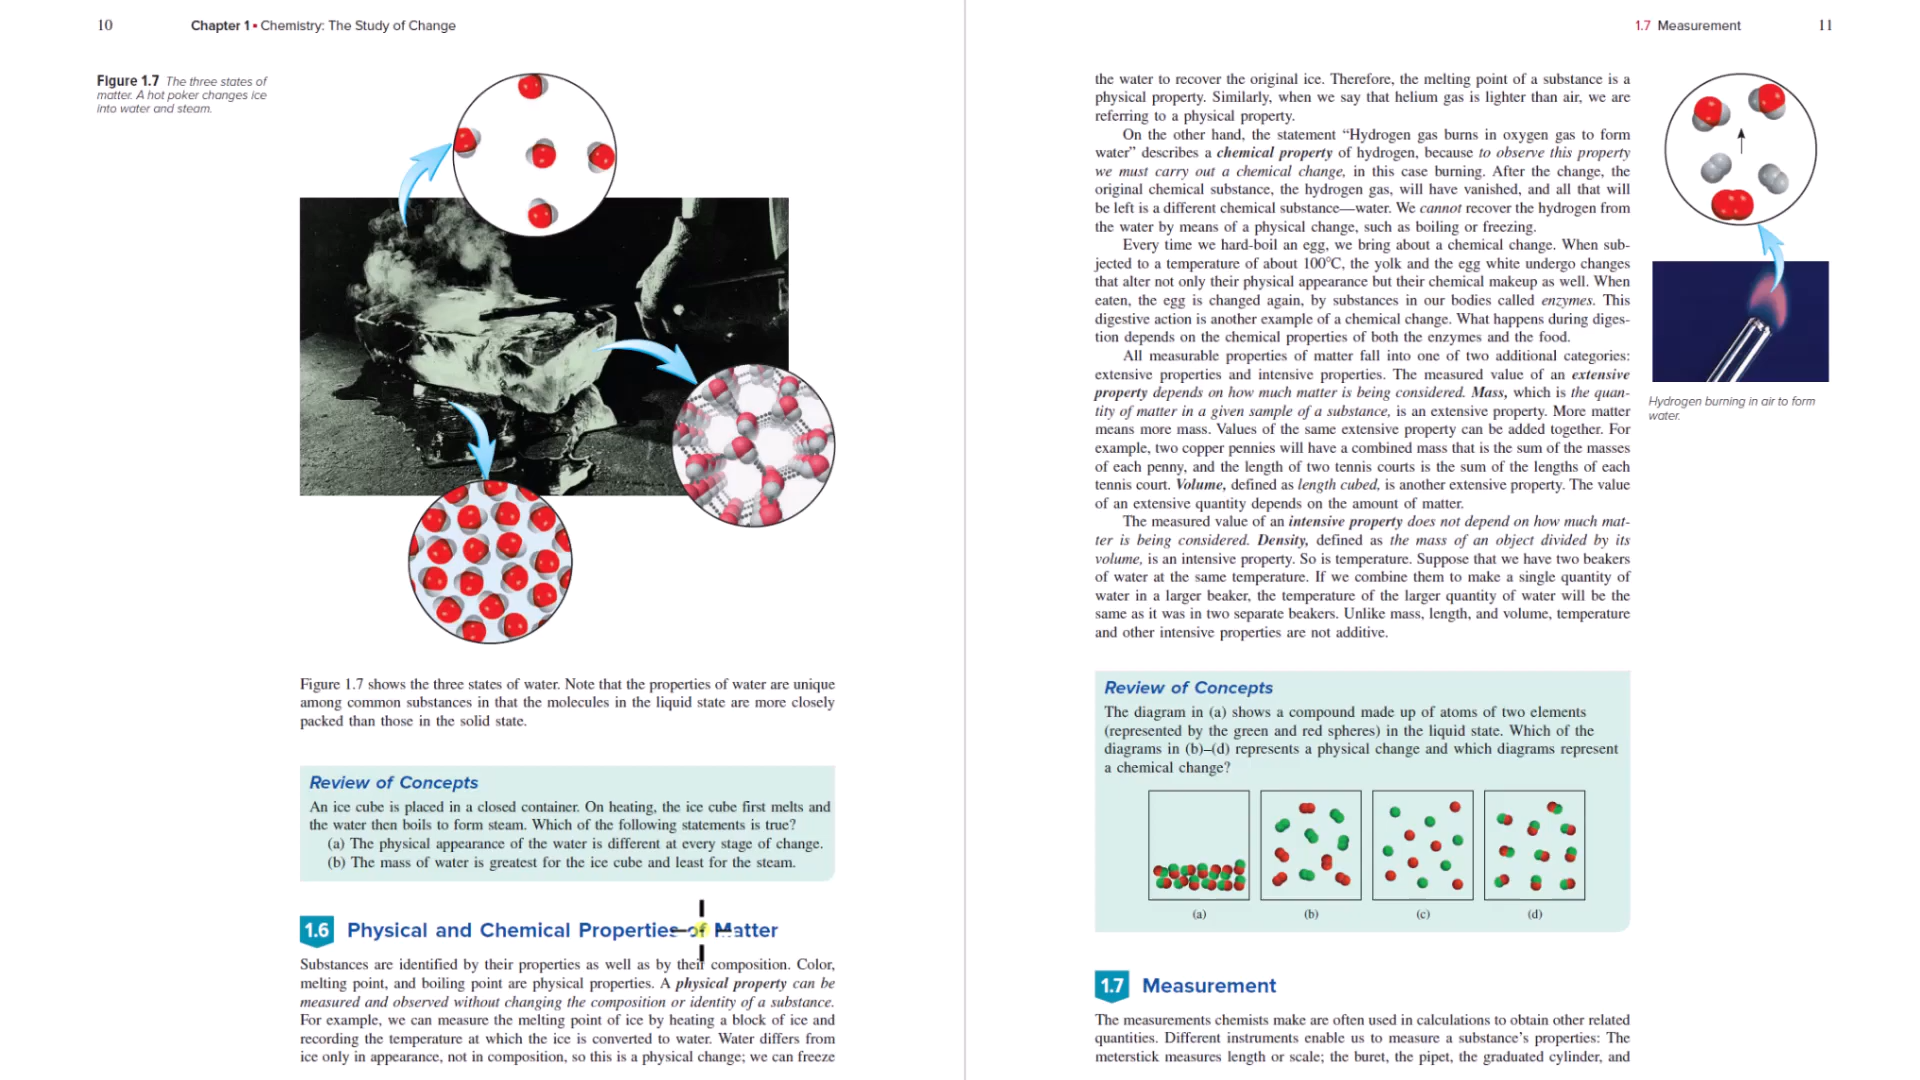 10
Chapter 1 • Chemistry: The Study of Change
Figure 1.7 The three states of
matter. A hot poker changes ice
into water and steam.
Figure 1.7 shows the three states of water. Note that the properties of water are unique
among common substances in that the molecules in the liquid state are more closely
packed than those in the solid state.
Review of Concepts
An ice cube is placed in a closed container. On heating, the ice cube first melts and
the water then boils to form steam. Which of the following statements is true?
(a) The physical appearance of the water is different at every stage of change.
(b) The mass of water is greatest for the ice cube and least for the steam.
1.6 Physical and Chemical Properties of Matter
Substances are identified by their properties as well as by their composition. Color,
melting point, and boiling point are physical properties. A physical property can be
measured and observed without changing the composition or identity of a substance.
For example, we can measure the melting point of ice by heating a block of ice and
recording the temperature at which the ice is converted to water. Water differs from
ice only in appearance, not in composition, so this is a physical change; we can freeze
1.7 Measurement
11
the water to recover the original ice. Therefore, the melting point of a substance is a
physical property. Similarly, when we say that helium gas is lighter than air, we are
referring to a physical property.
On the other hand, the statement “Hydrogen gas burns in oxygen gas to form
water” describes a chemical property of hydrogen, because to observe this property
we must carry out a chemical change, in this case burning. After the change, the
original chemical substance, the hydrogen gas, will have vanished, and all that will
be left is a different chemical substance—water. We cannot recover the hydrogen from
the water by means of a physical change, such as boiling or freezing.
Every time we hard-boil an egg, we bring about a chemical change. When sub-
jected to a temperature of about 100°C, the yolk and the egg white undergo changes
that alter not only their physical appearance but their chemical makeup as well. When
eaten, the egg is changed again, by substances in our bodies called enzymes. This
digestive action is another example of a chemical change. What happens during diges-
tion depends on the chemical properties of both the enzymes and the food.
All measurable properties of matter fall into one of two additional categories:
extensive properties and intensive properties. The measured value of an extensive
property depends on how much matter is being considered. Mass, which is the quan-
tity of matter in a given sample of a substance, is an extensive property. More matter
means more mass. Values of the same extensive property can be added together. For
example, two copper pennies will have a combined mass that is the sum of the masses
of each penny, and the length of two tennis courts is the sum of the lengths of each
tennis court. Volume, defined as length cubed, is another extensive property. The value
of an extensive quantity depends on the amount of matter.
The measured value of an intensive property does not depend on how much mat-
ter is being considered. Density, defined as the mass of an object divided by its
volume, is an intensive property. So is temperature. Suppose that we have two beakers
of water at the same temperature. If we combine them to make a single quantity of
water in a larger beaker, the temperature of the larger quantity of water will be the
same as it was in two separate beakers. Unlike mass, length, and volume, temperature
and other intensive properties are not additive.
Hydrogen burning in air to form
water.
Review of Concepts
The diagram in (a) shows a compound made up of atoms of two elements
(represented by the green and red spheres) in the liquid state. Which of the
diagrams in (b)–(d) represents a physical change and which diagrams represent
a chemical change?
(a) (b) (c) (d)
1.7 Measurement
The measurements chemists make are often used in calculations to obtain other related
quantities. Different instruments enable us to measure a substance’s properties: The
meterstick measures length or scale; the buret, the pipet, the graduated cylinder, and